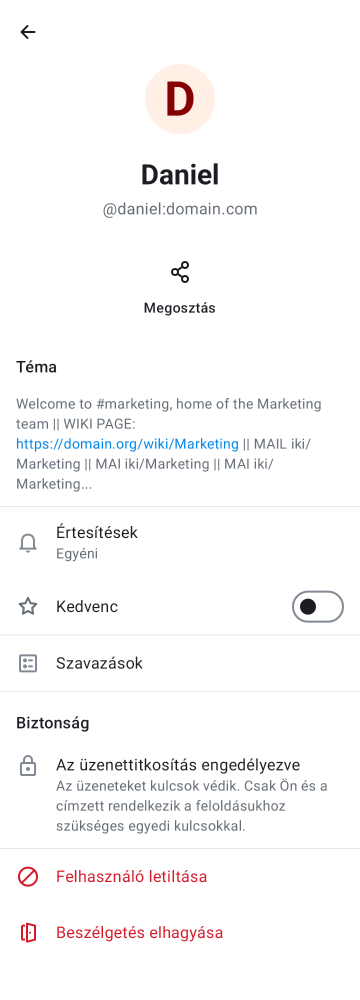 D
Daniel
@daniel:domain.com
Megosztás
Téma
Welcome to #marketing, home of the Marketing
team || WIKI PAGE:
https://domain.org/wiki/Marketing || MAIL iki/
Marketing || MAI iki/Marketing || MAI iki/
Marketing...
Értesítések
Egyéni
Kedvenc
Szavazások
Biztonság
Az üzenettitkosítás engedélyezve
Az üzeneteket kulcsok védik. Csak Ön és a
címzett rendelkezik a feloldásukhoz
szükséges egyedi kulcsokkal.
Felhasználó letiltása
Beszélgetés elhagyása